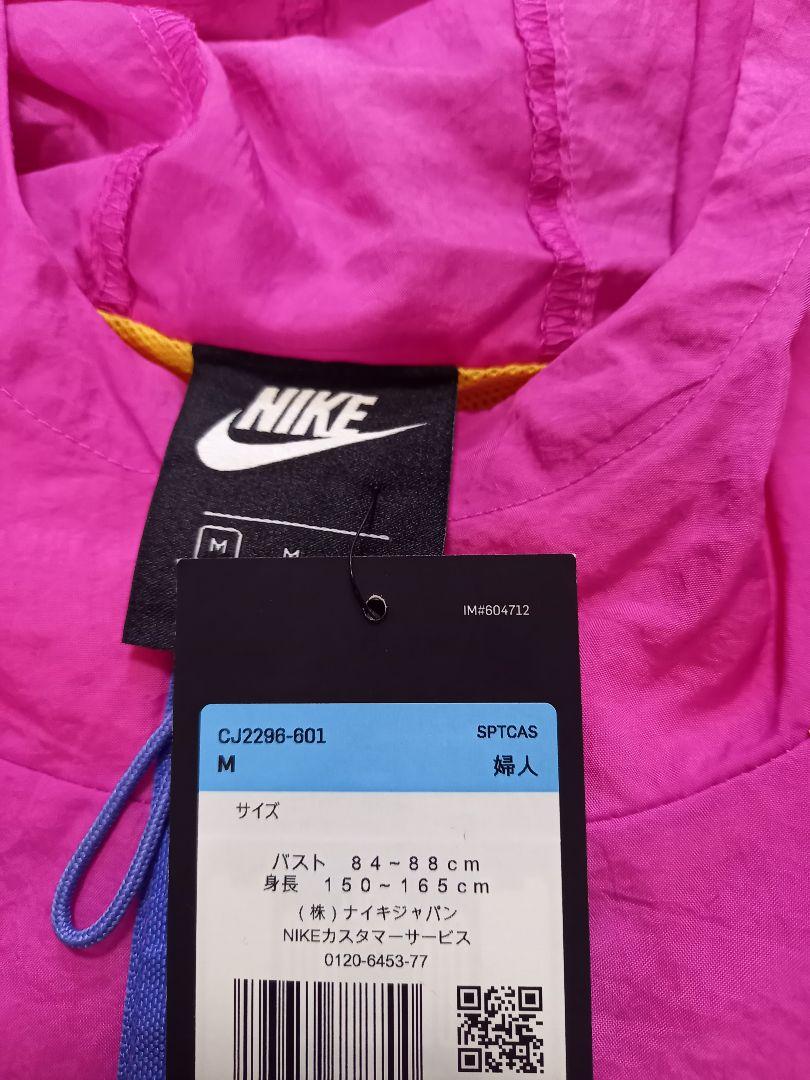 NIKE
M M
IM#604712
CJ2296-601 SPTCAS
M 婦人
サイズ
バスト 84~88cm
身長 150~165cm
(株)ナイキジャパン
NIKEカスタマーサービス
0120-6453-77